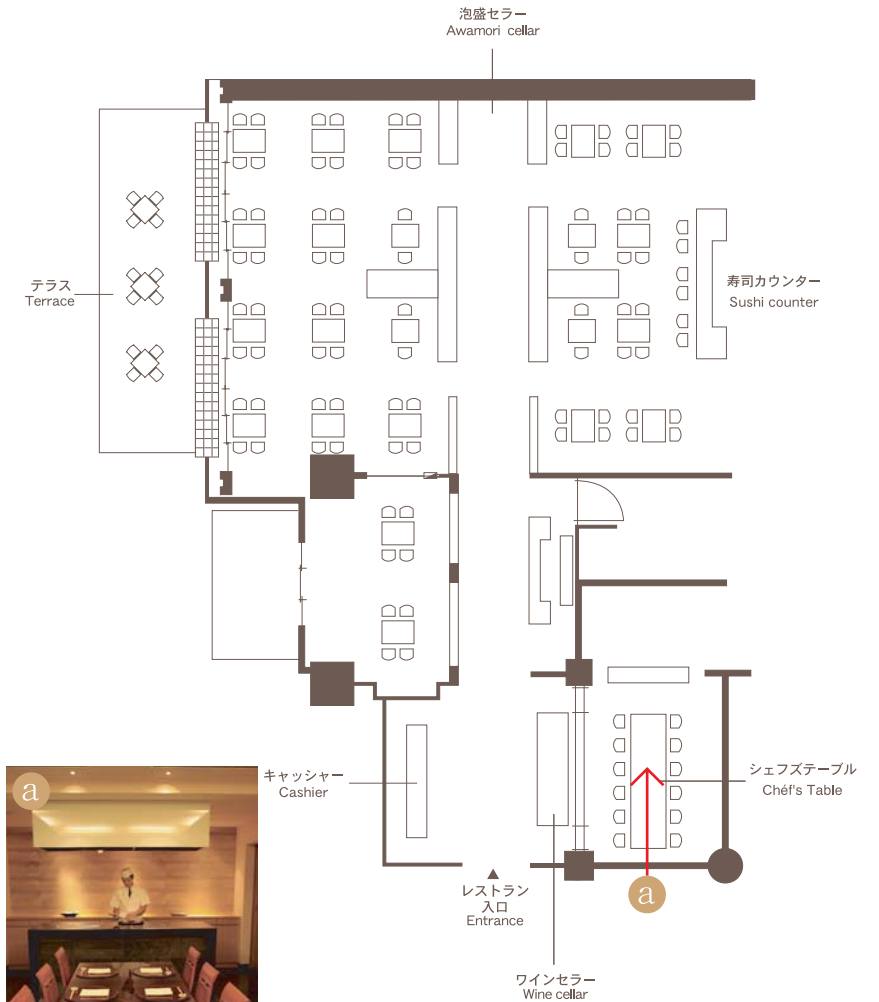 泡盛セラー
Awamori cellar
テラス
Terrace
寿司カウンター
Sushi counter
キャッシャー
Cashier
シェフズテーブル
Chéf's Table
a
a
レストラン
入口
Entrance
ワインセラー
Wine cellar